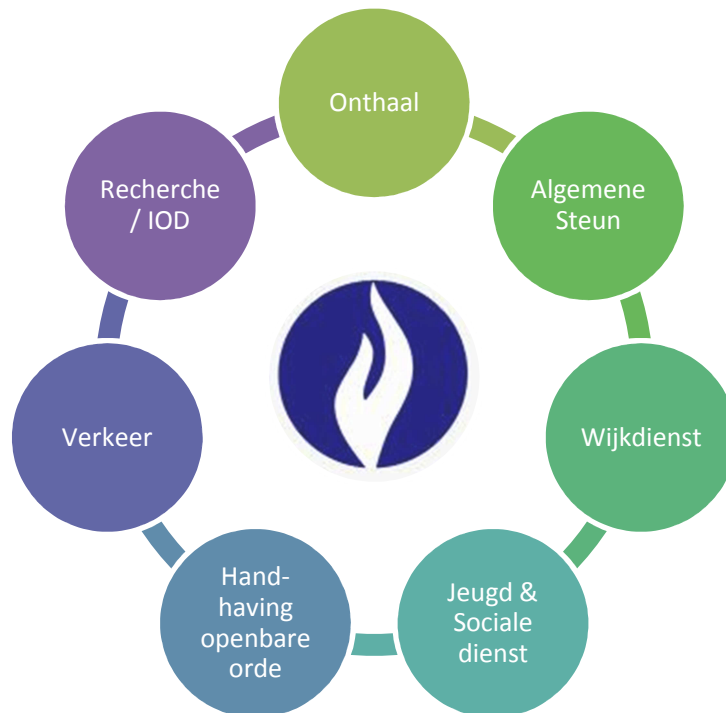 Onthaal
Algemene
Steun
Wijkdienst
Jeugd &
Sociale
dienst
Hand-
having
openbare
orde
Verkeer
Recherche
/ IOD